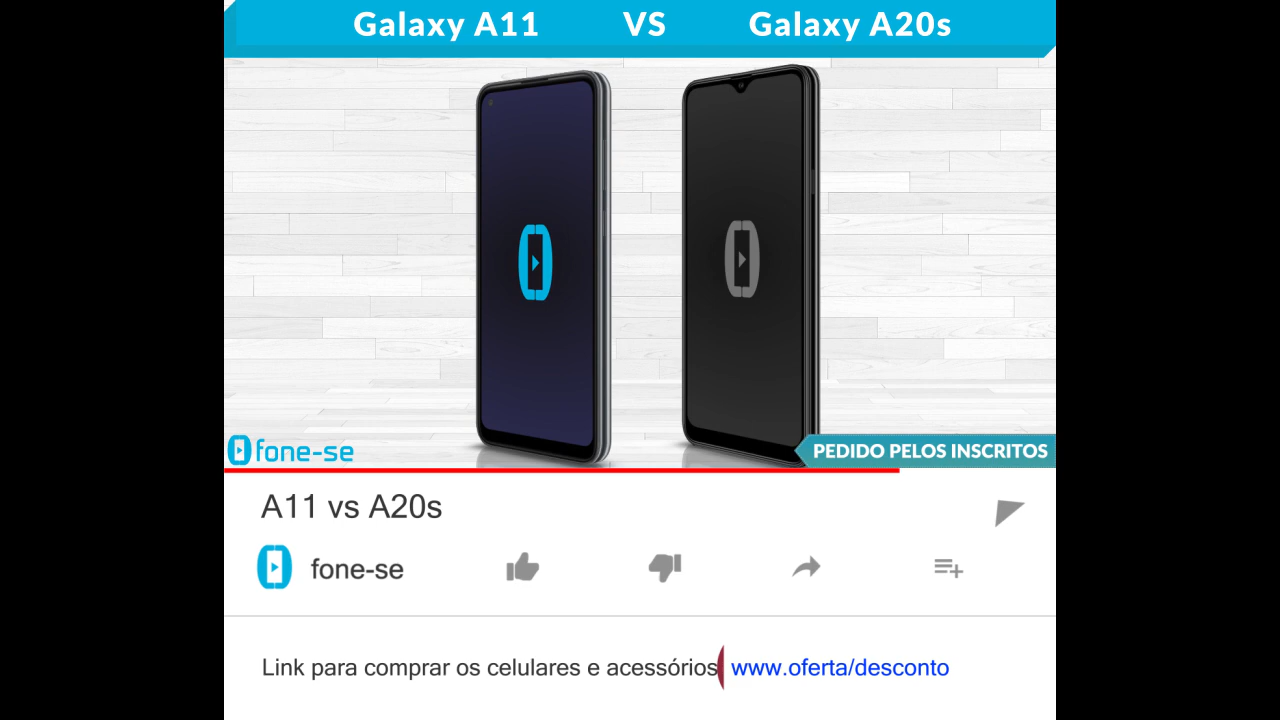 Galaxy A11 VS Galaxy A20s
fone-se
PEDIDO PELOS INSCRITOS
A11 vs A20s
fone-se
Link para comprar os celulares e acessórios www.oferta/desconto